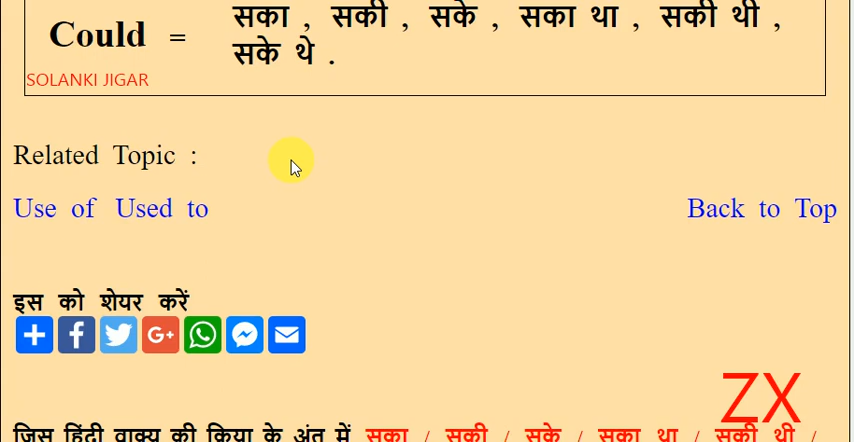 सका , सकी , सके , सका था , सकी थी ,
Could =
सके थे .
SOLANKI JIGAR
Related Topic :
Use of Used to
Back to Top
इस को शेयर करें
G+
ZX
जिस हिंदी वाक्य की क्रिया के अंत में सका / सकी / सके / सका था / सकी थी /